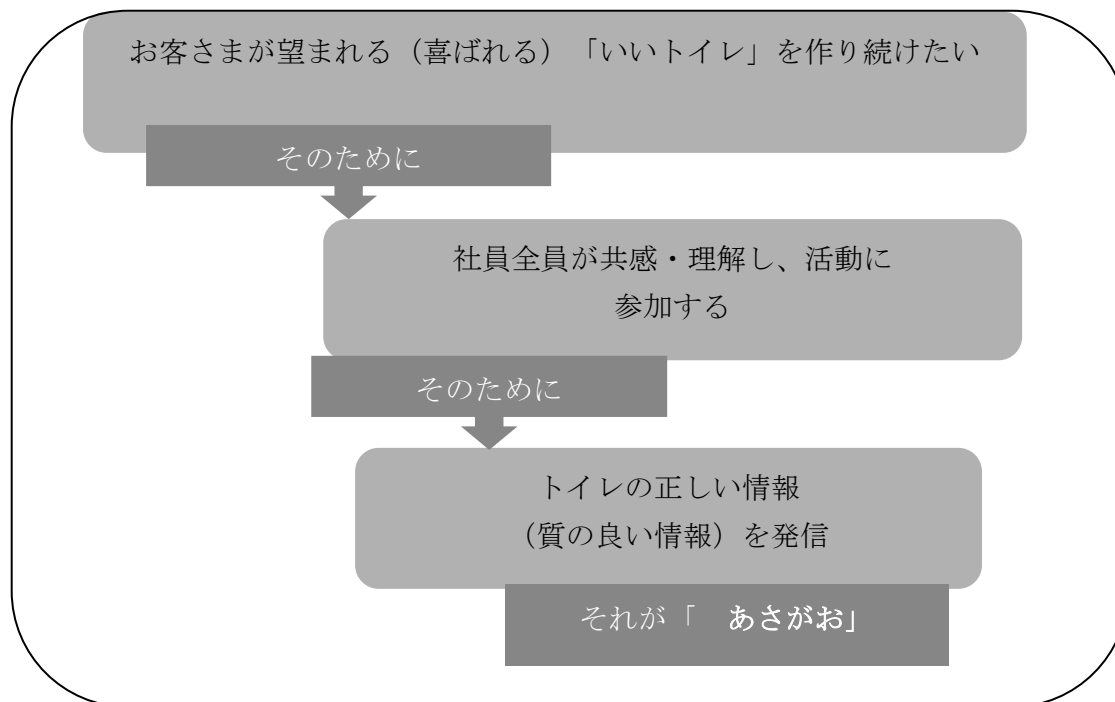 お客さまが望まれる（喜ばれる）「いいトイレ」を作り続けたい
そのために
社員全員が共感・理解し、活動に
参加する
そのために
トイレの正しい情報
（質の良い情報）を発信
それが「　あさがお」